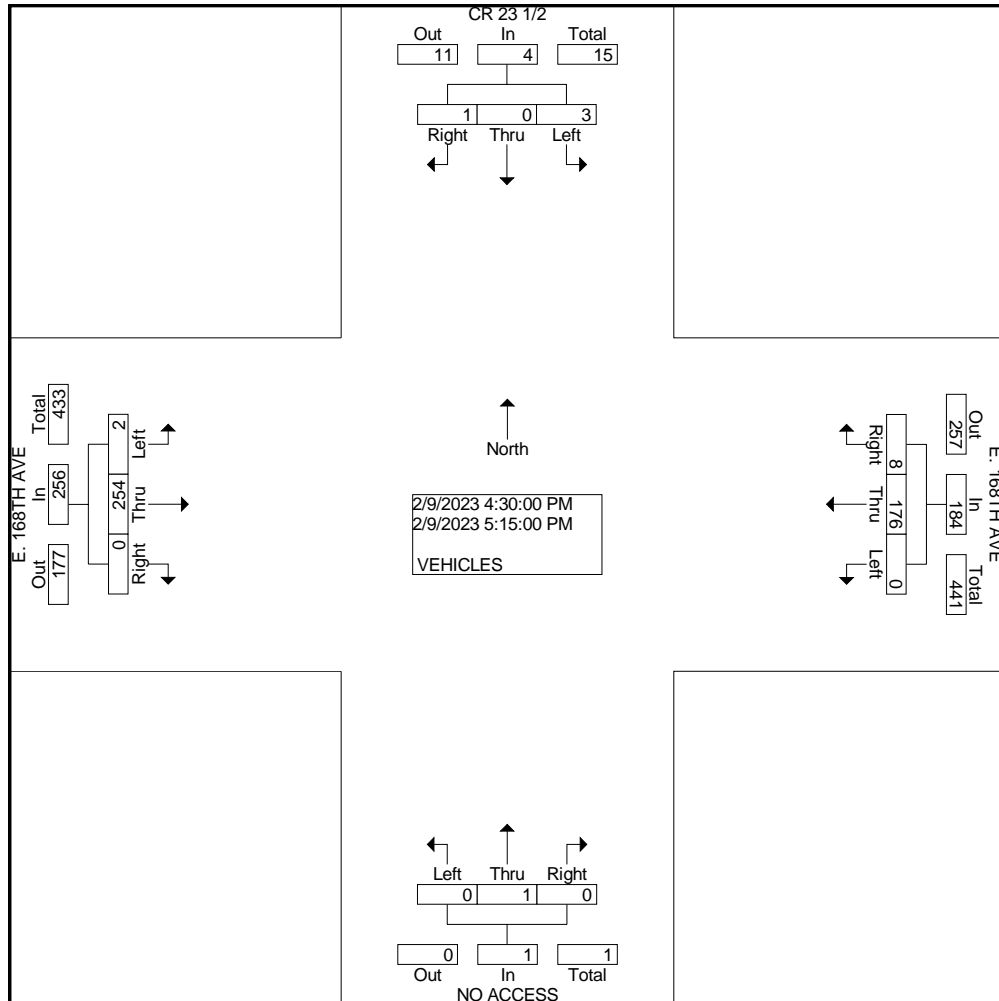 CR 23 1/2
Out In Total
11 4 15
1 0 3
Right Thru Left
E. 168TH AVE
Total In Out
433 256 177
2 254 0
Left Thru Right
North
2/9/2023 4:30:00 PM
2/9/2023 5:15:00 PM
VEHICLES
Right Thru Left
8 176 0
Out In Total
257 184 441
E. 168TH AVE
Left Thru Right
0 1 0
0 1 1
Out In Total
NO ACCESS